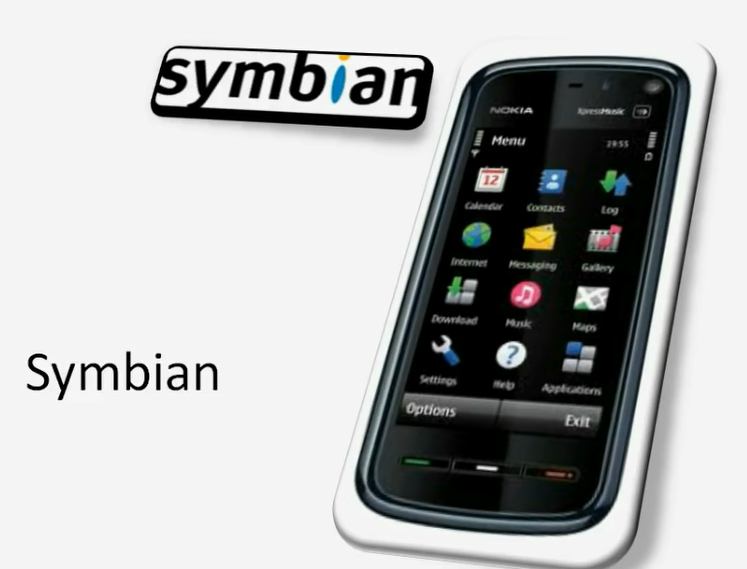 symbian
NOKIA XpressMusic
Menu 19:55
12
Calendar Contacts Log
Internet Messaging Gallery
Download Music Maps
Settings Help Applications
Options Exit
Symbian